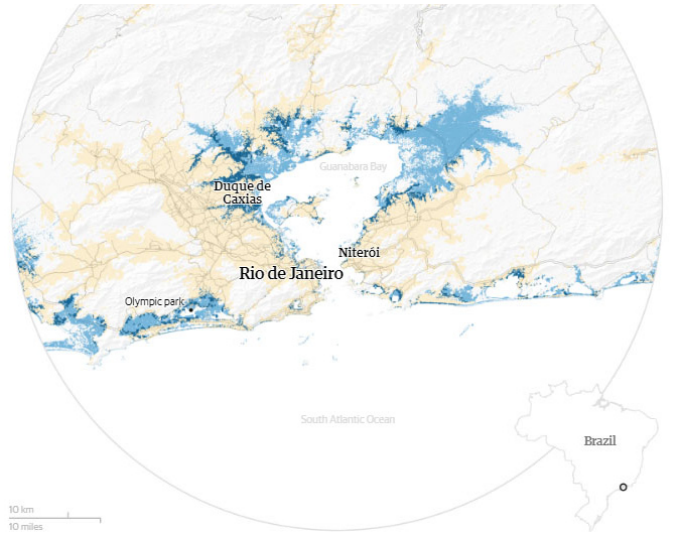 Guanabara Bay
Duque de
Caxias
Niterói
Rio de Janeiro
Olympic park
South Atlantic Ocean
Brazil
10 km
10 miles